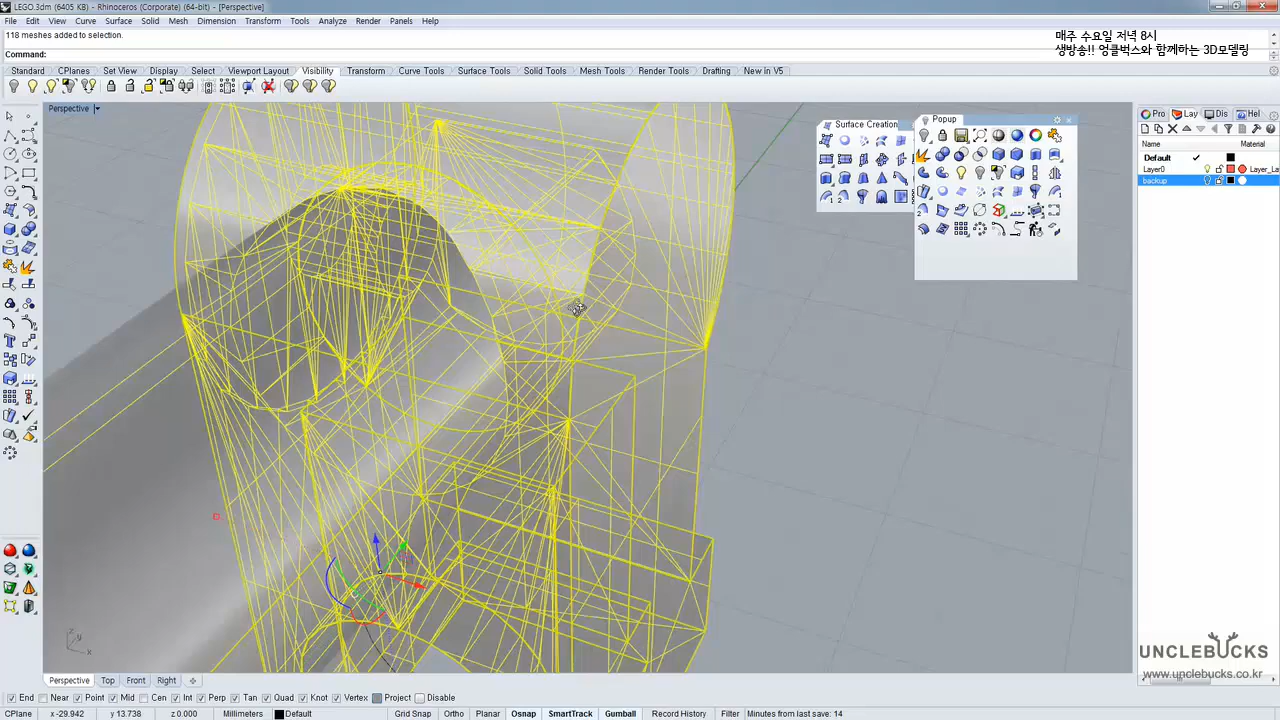 LEGO.3dm (6405 KB) - Rhinoceros (Corporate) (64-bit) - [Perspective]
File Edit View Curve Surface Solid Mesh Dimension Transform Tools Analyze Render Panels Help
118 meshes added to selection.
매주 수요일 저녁 8시
Command:
생방송!! 엉클벅스와 함께하는 3D모델링
Standard CPlanes Set View Display Select Viewport Layout Visibility Transform Curve Tools Surface Tools Solid Tools Mesh Tools Render Tools Drafting New in V5
Perspective
Surface Creation
Popup
Pro Lay Dis Hel
Name Material
Default
Layer0 Layer_La
backup
z y x
UNCLEBUCKS
www.unclebucks.co.kr
Perspective Top Front Right
End Near Point Mid Cen Int Perp Tan Quad Knot Vertex Project Disable
CPlane x -29.942 y 13.738 z 0.000 Millimeters Default Grid Snap Ortho Planar Osnap SmartTrack Gumball Record History Filter Minutes from last save: 14